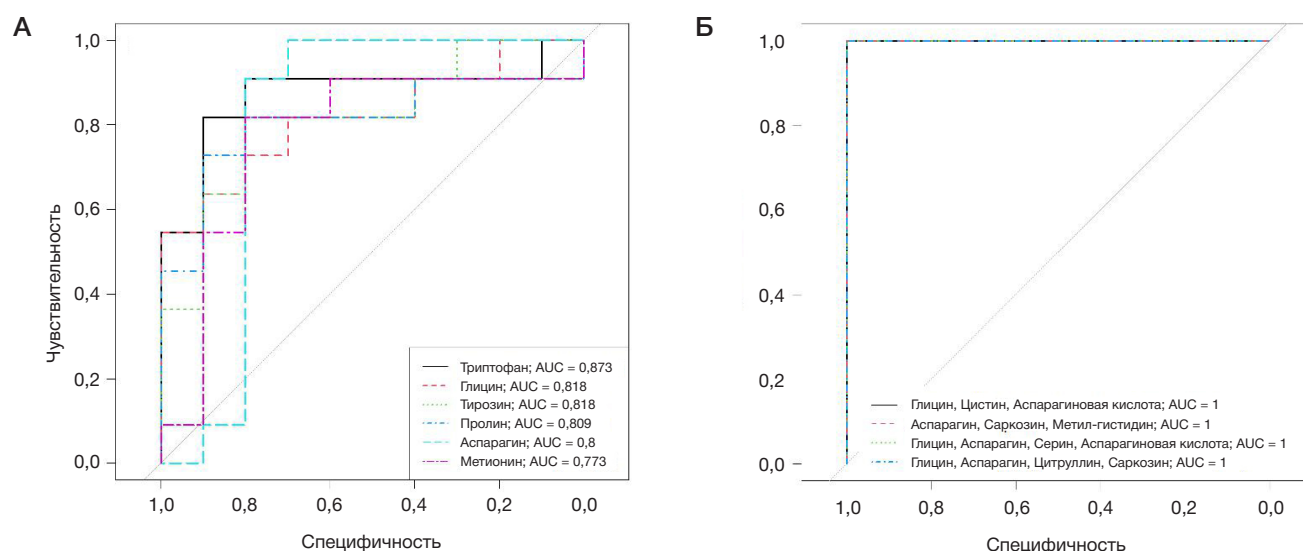 А
1,0
0,8
0,6
0,4
0,2
0,0
Чувствительность
1,0
0,8
0,6
0,4
0,2
0,0
Специфичность
Триптофан; AUC = 0,873
Глицин; AUC = 0,818
Тирозин; AUC = 0,818
Пролин; AUC = 0,809
Аспарагин; AUC = 0,8
Метионин; AUC = 0,773
Б
1,0
0,8
0,6
0,4
0,2
0,0
1,0
0,8
0,6
0,4
0,2
0,0
Специфичность
Глицин, Цистин, Аспарагиновая кислота; AUC = 1
Аспарагин, Саркозин, Метил-гистидин; AUC = 1
Глицин, Аспарагин, Серин, Аспарагиновая кислота; AUC = 1
Глицин, Аспарагин, Цитруллин, Саркозин; AUC = 1